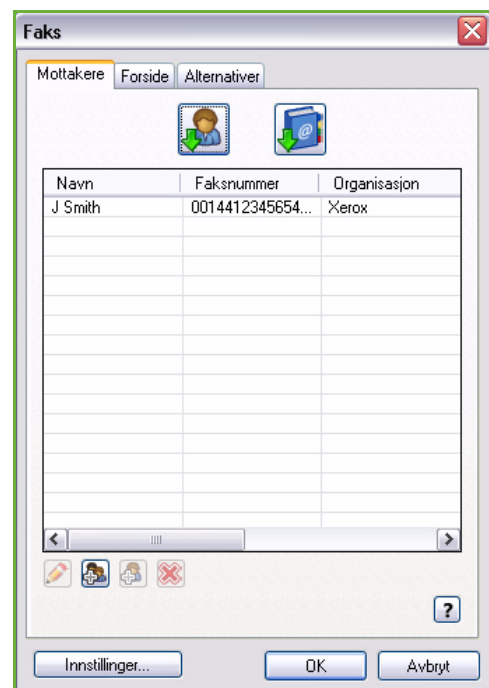 Faks
Mottakere Forside Alternativer
Navn Faksnummer Organisasjon
J Smith 0014412345654... Xerox
?
Innstillinger... OK Avbryt